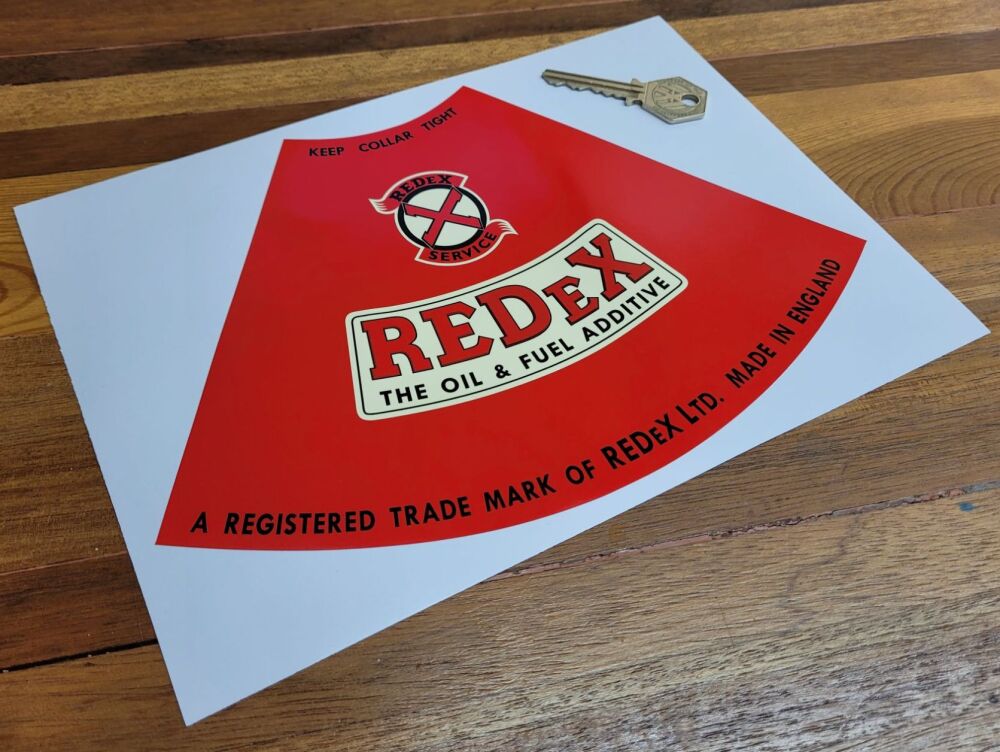 KEEP COLLAR TIGHT
REDEX
X
SERVICE
REDEX
THE OIL & FUEL ADDITIVE
A REGISTERED TRADE MARK OF REDEX LTD. MADE IN ENGLAND